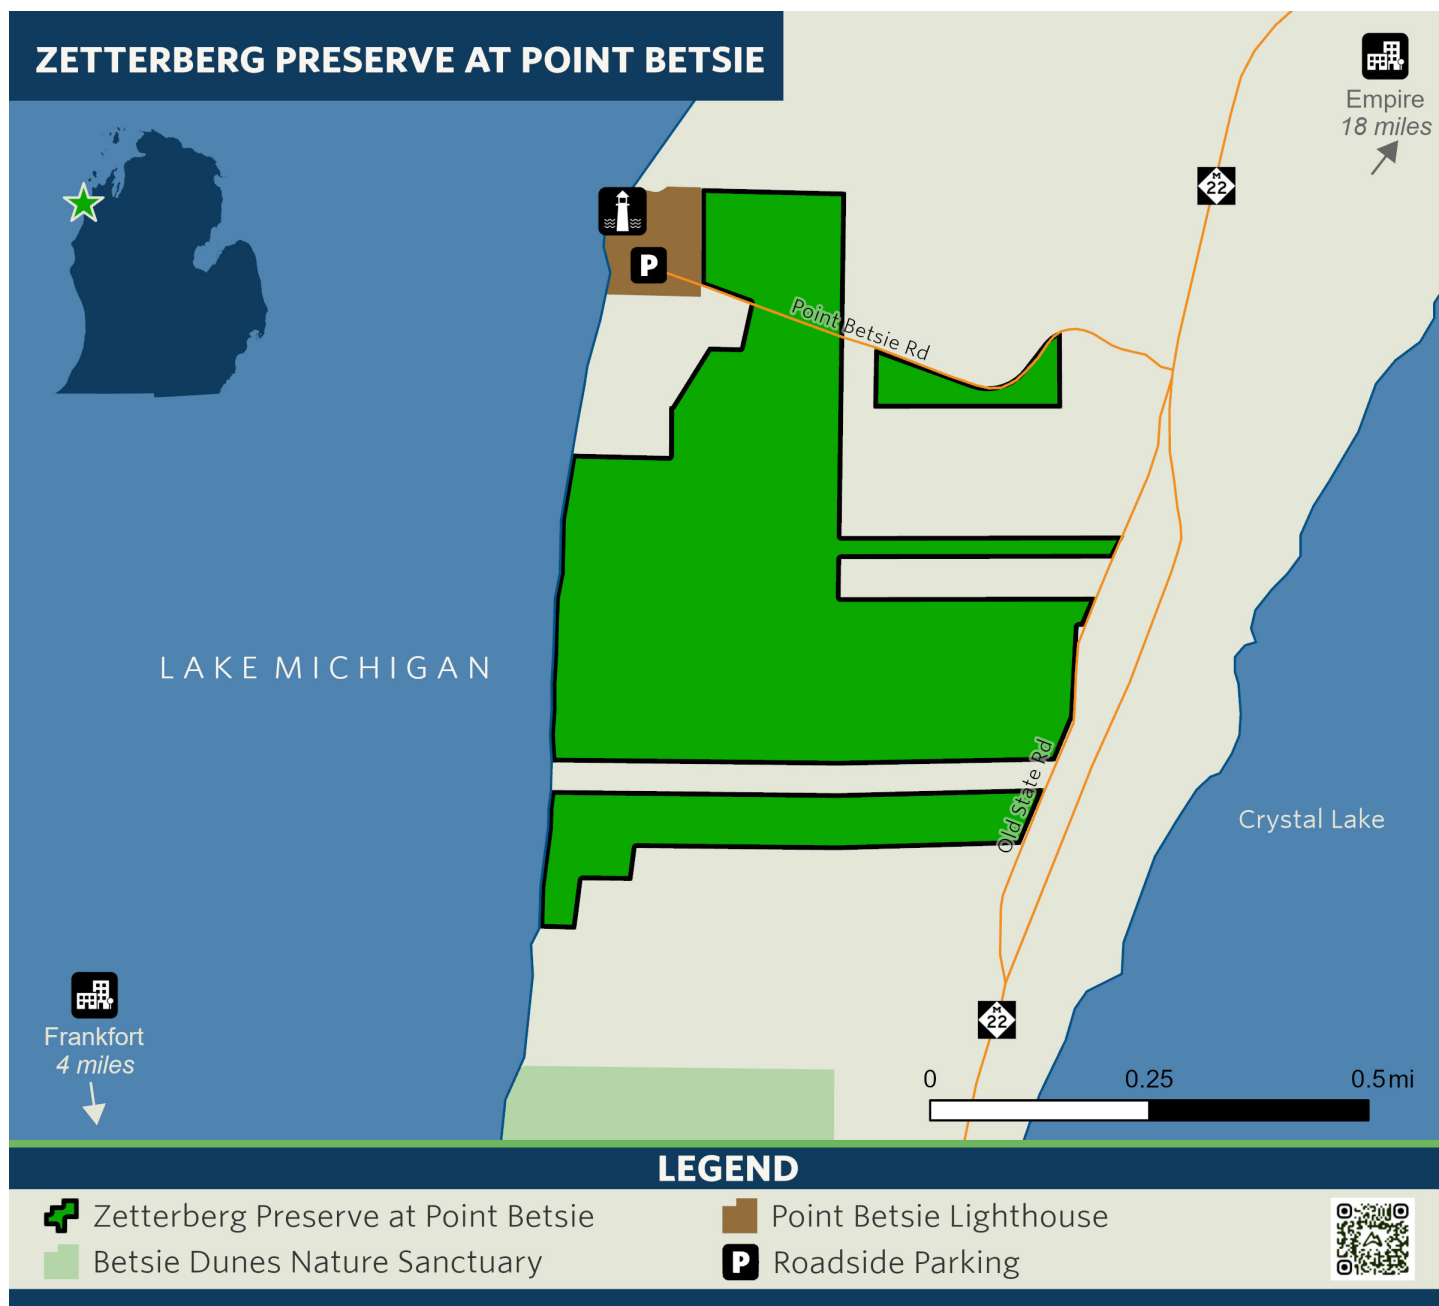 ZETTERBERG PRESERVE AT POINT BETSIE
Empire
18 miles
M
22
P
Point Betsie Rd
LAKE MICHIGAN
Old State Rd
Crystal Lake
Frankfort
4 miles
M
22
0 0.25 0.5 mi
LEGEND
Zetterberg Preserve at Point Betsie
Point Betsie Lighthouse
Betsie Dunes Nature Sanctuary
P Roadside Parking